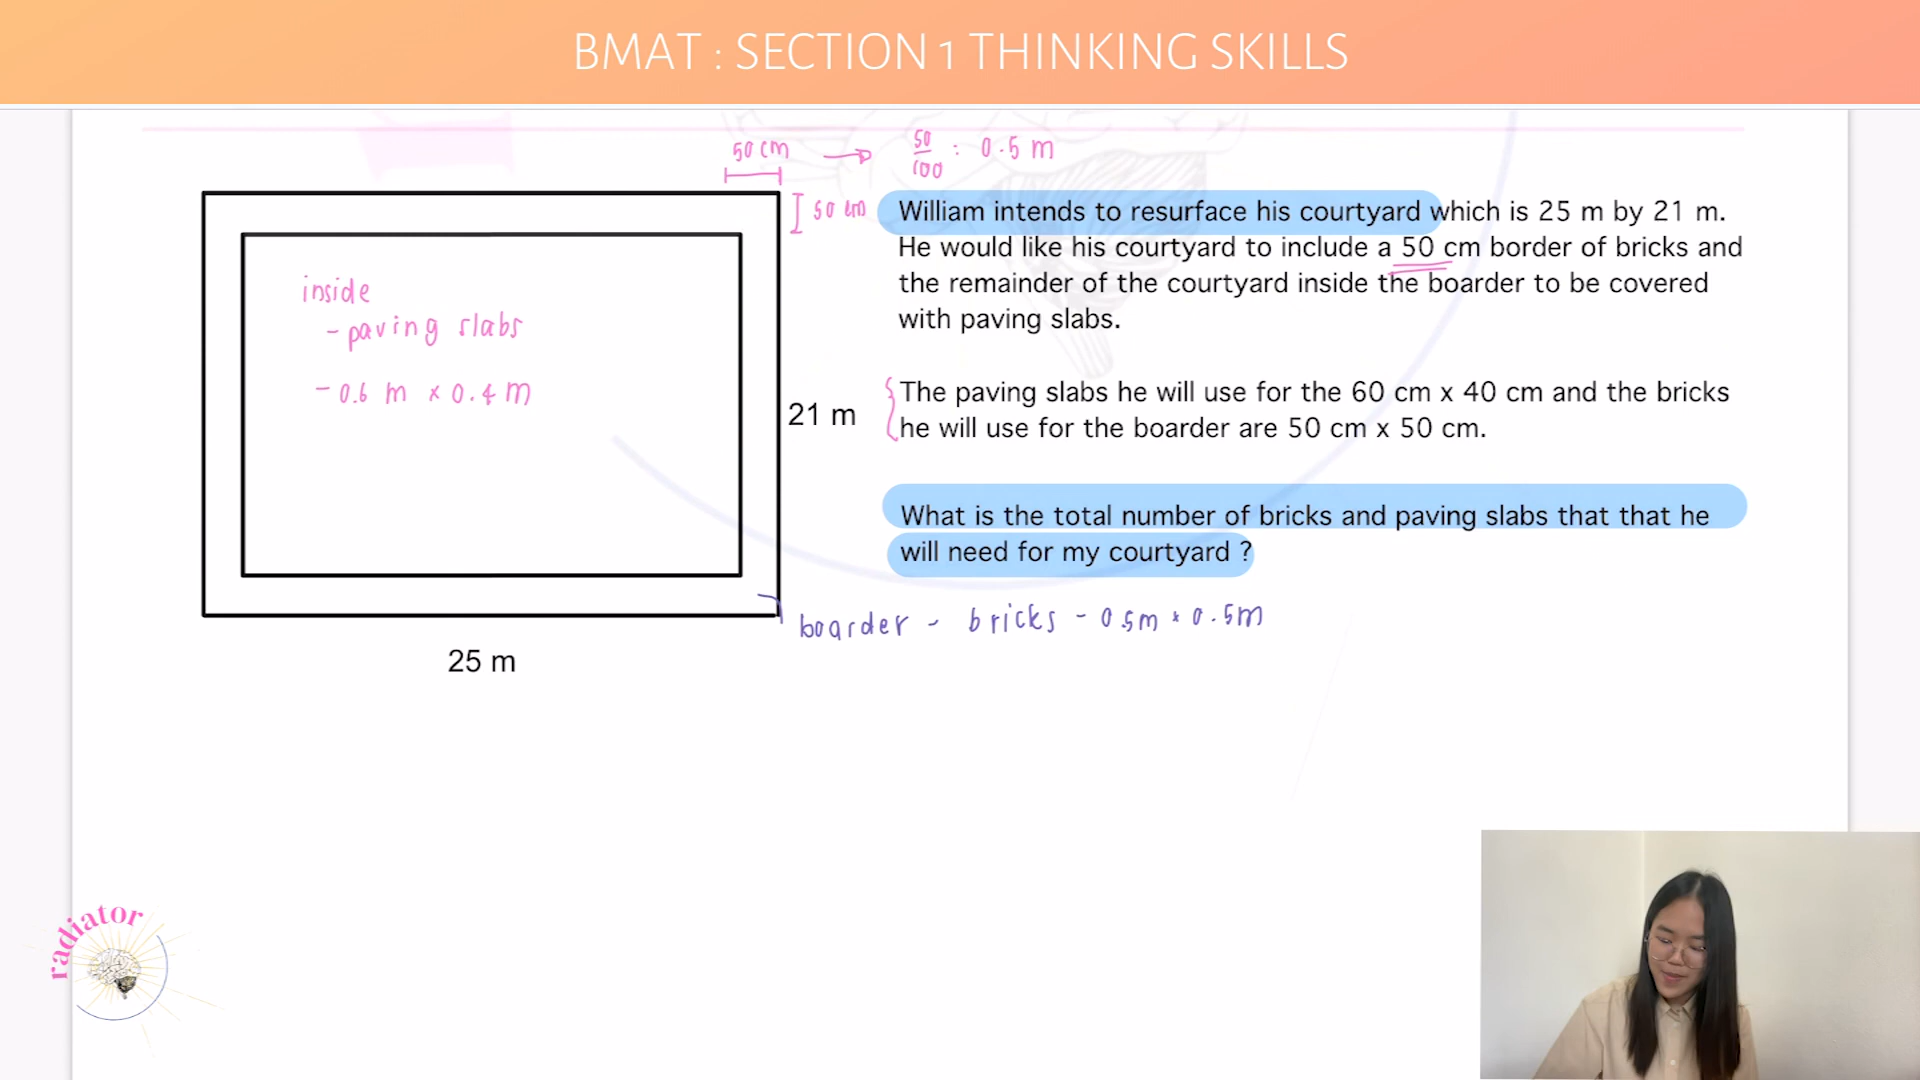 BMAT : SECTION 1 THINKING SKILLS
50 cm → 50/100 : 0.5 m
50 cm
William intends to resurface his courtyard which is 25 m by 21 m.
He would like his courtyard to include a 50 cm border of bricks and
the remainder of the courtyard inside the boarder to be covered
with paving slabs.
inside
- paving slabs
- 0.6 m x 0.4 m
21 m
The paving slabs he will use for the 60 cm x 40 cm and the bricks
he will use for the boarder are 50 cm x 50 cm.
What is the total number of bricks and paving slabs that that he
will need for my courtyard ?
boarder - bricks - 0.5m x 0.5m
25 m
radiator